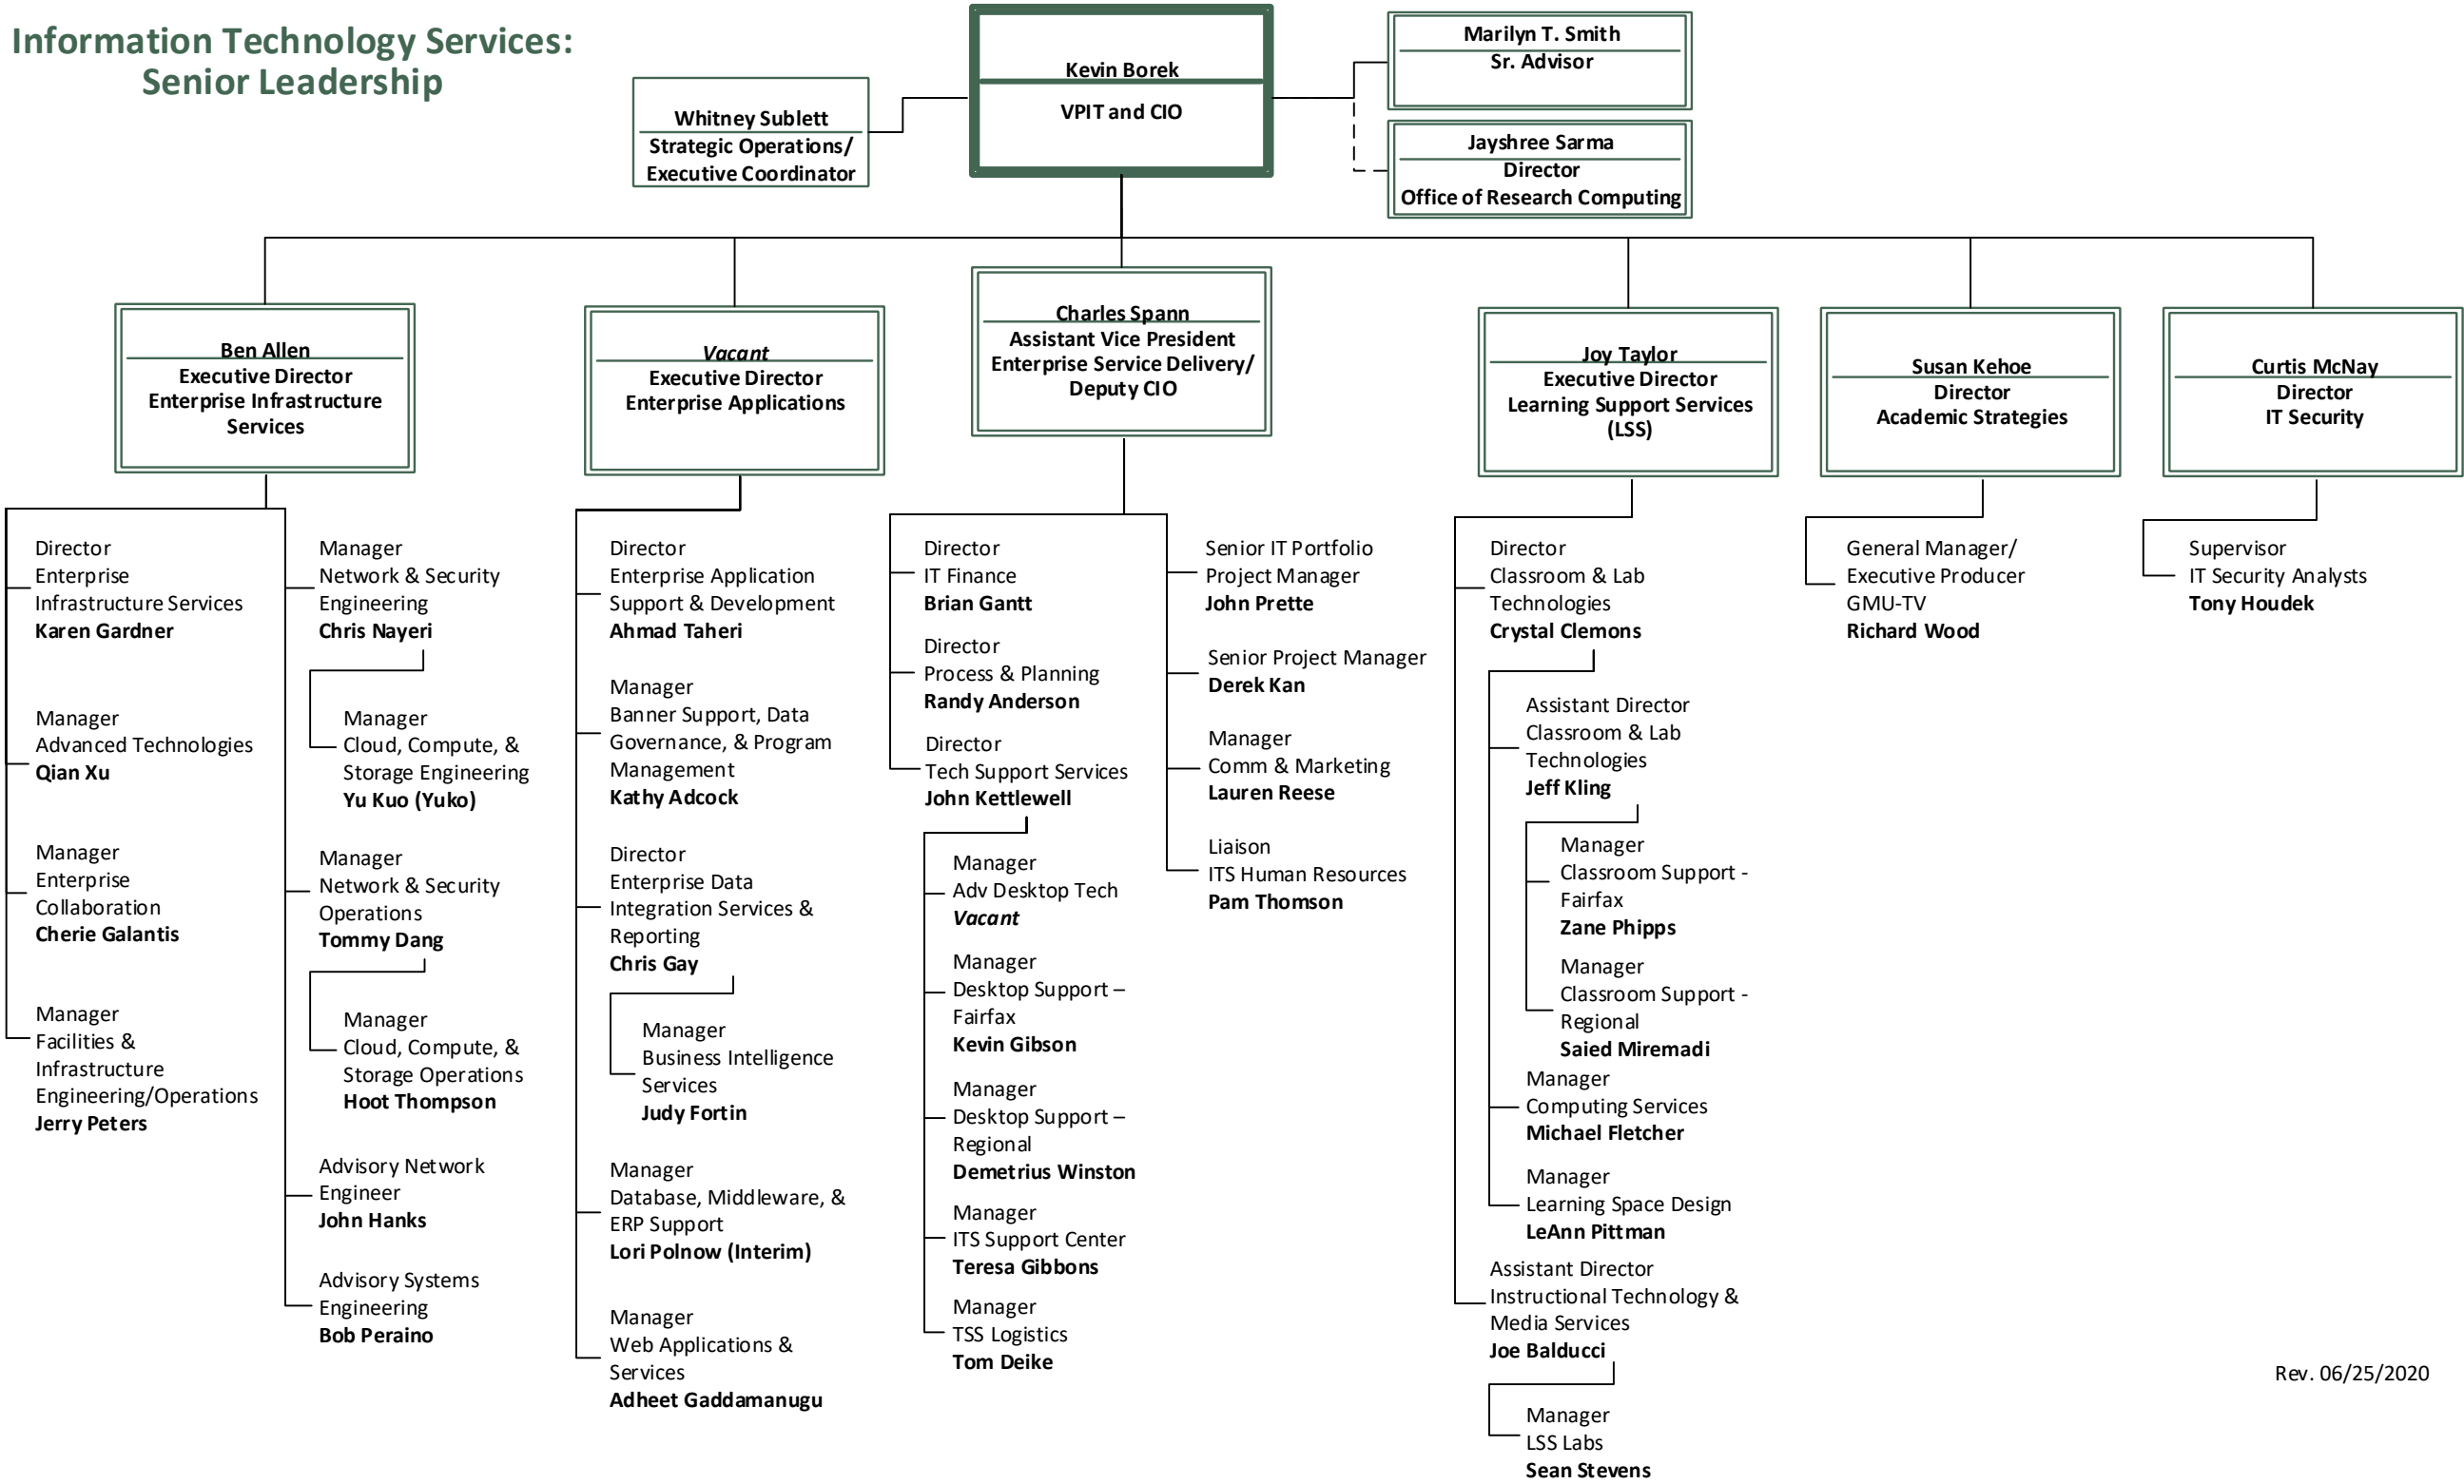 Information Technology Services:
Senior Leadership
Kevin Borek
VPIT and CIO
Marilyn T. Smith
Sr. Advisor
Whitney Sublett
Strategic Operations/
Executive Coordinator
Jayshree Sarma
Director
Office of Research Computing
Ben Allen
Executive Director
Enterprise Infrastructure
Services
Vacant
Executive Director
Enterprise Applications
Charles Spann
Assistant Vice President
Enterprise Service Delivery/
Deputy CIO
Joy Taylor
Executive Director
Learning Support Services
(LSS)
Susan Kehoe
Director
Academic Strategies
Curtis McNay
Director
IT Security
Director
Enterprise
Infrastructure Services
Karen Gardner
Manager
Advanced Technologies
Qian Xu
Manager
Enterprise
Collaboration
Cherie Galantis
Manager
Facilities &
Infrastructure
Engineering/Operations
Jerry Peters
Manager
Network & Security
Engineering
Chris Nayeri
Manager
Cloud, Compute, &
Storage Engineering
Yu Kuo (Yuko)
Manager
Network & Security
Operations
Tommy Dang
Manager
Cloud, Compute, &
Storage Operations
Hoot Thompson
Advisory Network
Engineer
John Hanks
Advisory Systems
Engineering
Bob Peraino
Director
Enterprise Application
Support & Development
Ahmad Taheri
Manager
Banner Support, Data
Governance, & Program
Management
Kathy Adcock
Director
Enterprise Data
Integration Services &
Reporting
Chris Gay
Manager
Business Intelligence
Services
Judy Fortin
Manager
Database, Middleware, &
ERP Support
Lori Polnow (Interim)
Manager
Web Applications &
Services
Adheet Gaddamanugu
Director
IT Finance
Brian Gantt
Director
Process & Planning
Randy Anderson
Director
Tech Support Services
John Kettlewell
Manager
Adv Desktop Tech
Vacant
Manager
Desktop Support –
Fairfax
Kevin Gibson
Manager
Desktop Support –
Regional
Demetrius Winston
Manager
ITS Support Center
Teresa Gibbons
Manager
TSS Logistics
Tom Deike
Senior IT Portfolio
Project Manager
John Prette
Senior Project Manager
Derek Kan
Manager
Comm & Marketing
Lauren Reese
Liaison
ITS Human Resources
Pam Thomson
Director
Classroom & Lab
Technologies
Crystal Clemons
Assistant Director
Classroom & Lab
Technologies
Jeff Kling
Manager
Classroom Support -
Fairfax
Zane Phipps
Manager
Classroom Support -
Regional
Saied Miremadi
Manager
Computing Services
Michael Fletcher
Manager
Learning Space Design
LeAnn Pittman
Assistant Director
Instructional Technology &
Media Services
Joe Balducci
Manager
LSS Labs
Sean Stevens
General Manager/
Executive Producer
GMU-TV
Richard Wood
Supervisor
IT Security Analysts
Tony Houdek
Rev. 06/25/2020